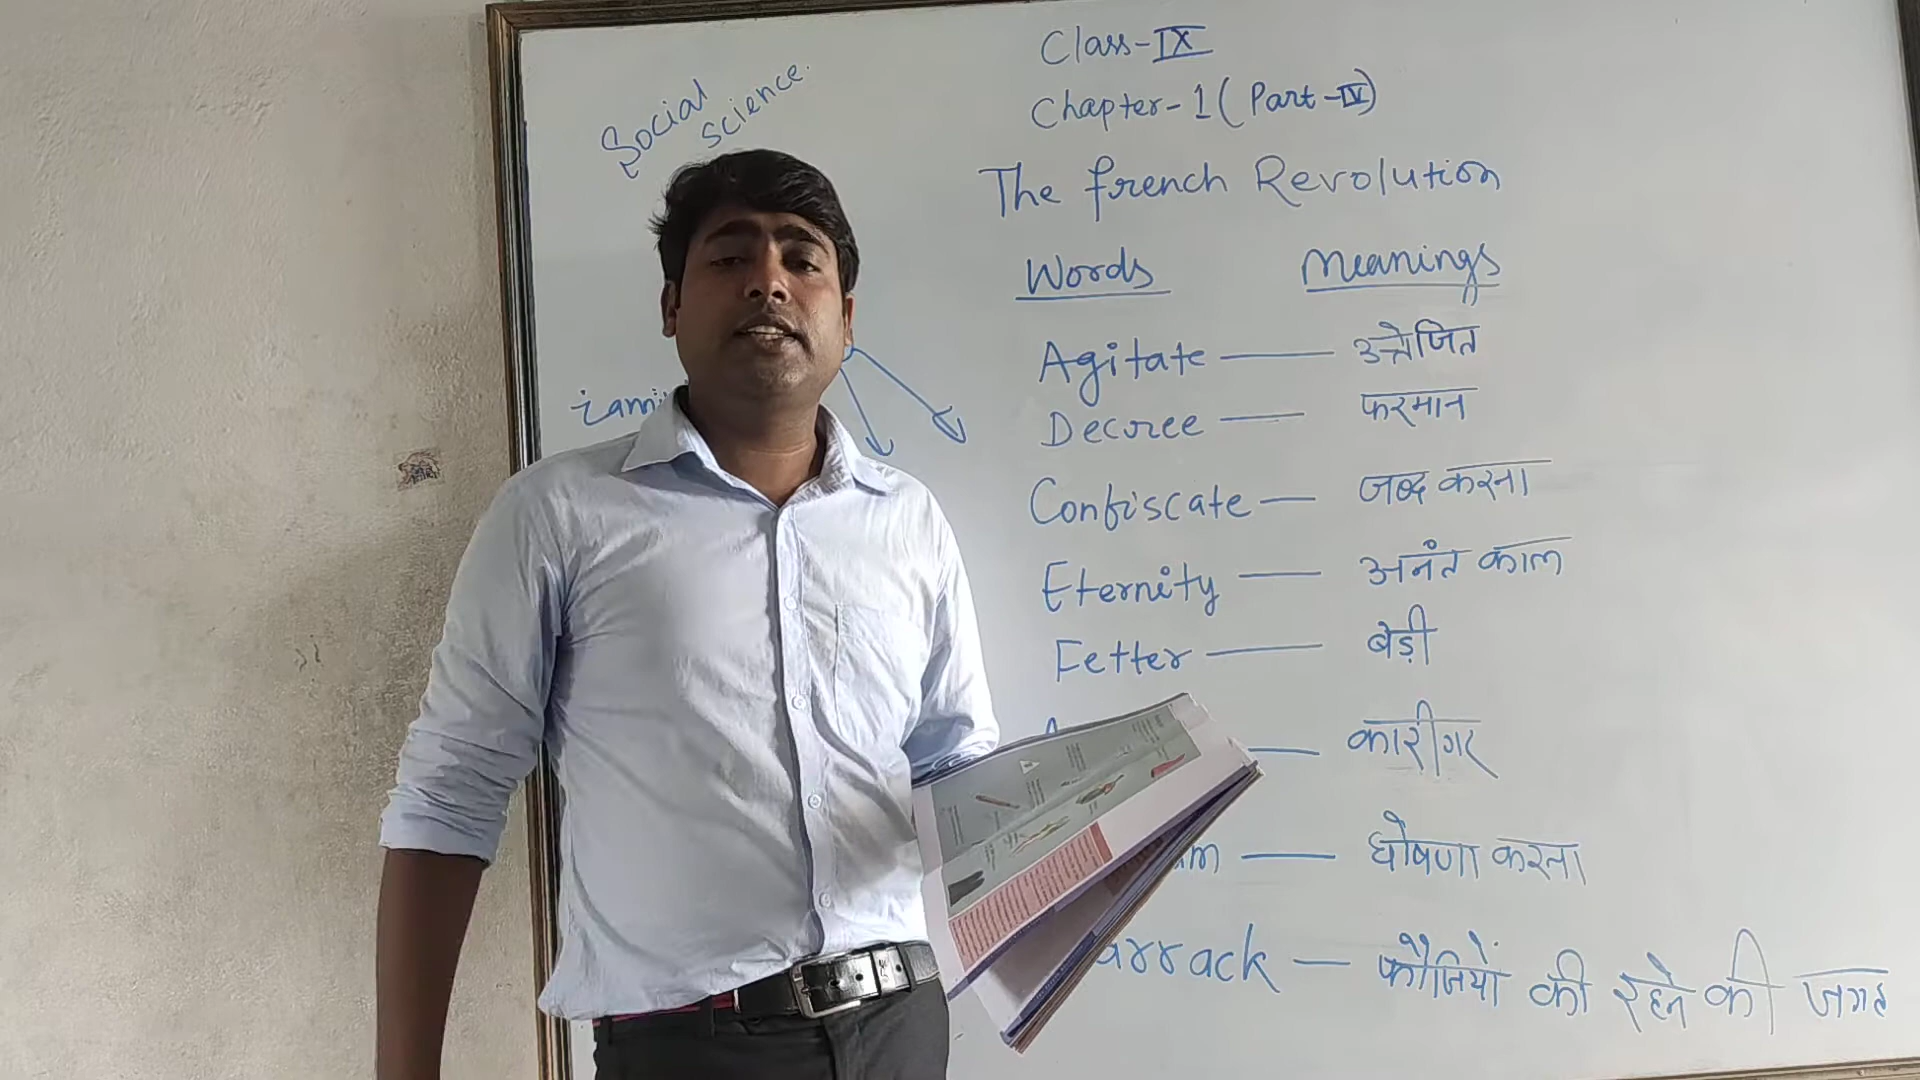 Social
Science.
Class-IX
Chapter-1 (Part-IV)
The french Revolution
Words Meanings
Agitate — उत्तेजित
Decree — फरमान
Confiscate — जब्द करना
Eternity — अनंत काल
Fetter — बेड़ी
— कारीगर
— घोषणा करना
arrack — फौजियों की रहने की जगह